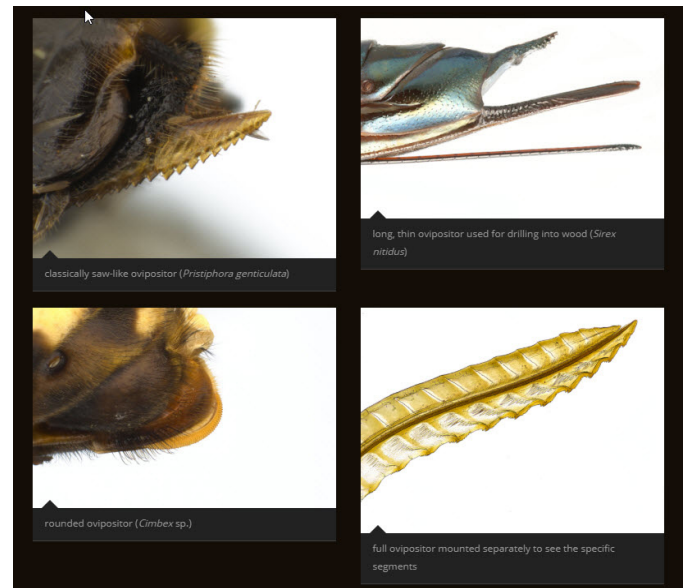 classically saw-like ovipositor (Pristiphora genticulata)
long, thin ovipositor used for drilling into wood (Sirex
nitidus)
rounded ovipositor (Cimbex sp.)
full ovipositor mounted separately to see the specific
segments